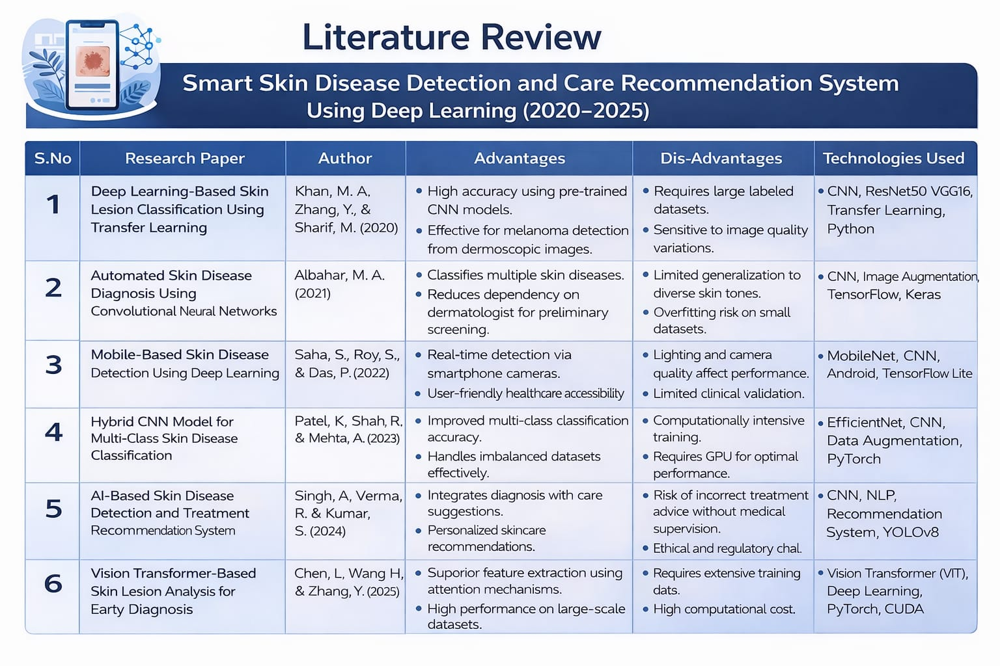 Literature Review
Smart Skin Disease Detection and Care Recommendation System
Using Deep Learning (2020–2025)
S.No
Research Paper
Author
Advantages
Dis-Advantages
Technologies Used
1
Deep Learning-Based Skin
Lesion Classification Using
Transfer Learning
Khan, M. A,
Zhang, Y., &
Sharif, M. (2020)
• High accuracy using pre-trained
CNN models.
• Effective for melanoma detection
from dermoscopic images.
• Requires large labeled
datasets.
• Sensitive to image quality
variations.
• CNN, ResNet50 VGG16,
Transfer Learning,
Python
2
Automated Skin Disease
Diagnosis Using
Convolutional Neural Networks
Albahar, M. A.
(2021)
• Classifies multiple skin diseases.
• Reduces dependency on
dermatologist for preliminary
screening.
• Limited generalization to
diverse skin tones.
• Overfitting risk on small
datasets.
• CNN, Image Augmentation,
TensorFlow, Keras
3
Mobile-Based Skin Disease
Detection Using Deep Learning
Saha, S., Roy, S.,
& Das, P. (2022)
• Real-time detection via
smartphone cameras.
• User-friendly healthcare accessibility
• Lighting and camera
quality affect performance.
• Limited clinical validation.
• MobileNet, CNN,
Android, TensorFlow Lite
4
Hybrid CNN Model for
Multi-Class Skin Disease
Classification
Patel, K, Shah, R,
& Mehta, A. (2023)
• Improved multi-class classification
accuracy.
• Handles imbalanced datasets
effectively.
• Computationally intensive
training.
• Requires GPU for optimal
performance.
• EfficientNet, CNN,
Data Augmentation,
PyTorch
5
AI-Based Skin Disease
Detection and Treatment
Recommendation System
Singh, A, Verma,
R. & Kumar,
S. (2024)
• Integrates diagnosis with care
suggestions.
• Personalized skincare
recommendations.
• Risk of incorrect treatment
advice without medical
supervision.
• Ethical and regulatory chal.
• CNN, NLP,
Recommendation
System, YOLOv8
6
Vision Transformer-Based
Skin Lesion Analysis for
Earty Diagnosis
Chen, L, Wang H,
& Zhang, Y. (2025)
• Suporior feature extraction using
attention mechanisms.
• High performance on large-scale
datasets.
• Requires extensive training
dats.
• High computational cost.
• Vision Transformer (VIT),
Deep Learning,
PyTorch, CUDA